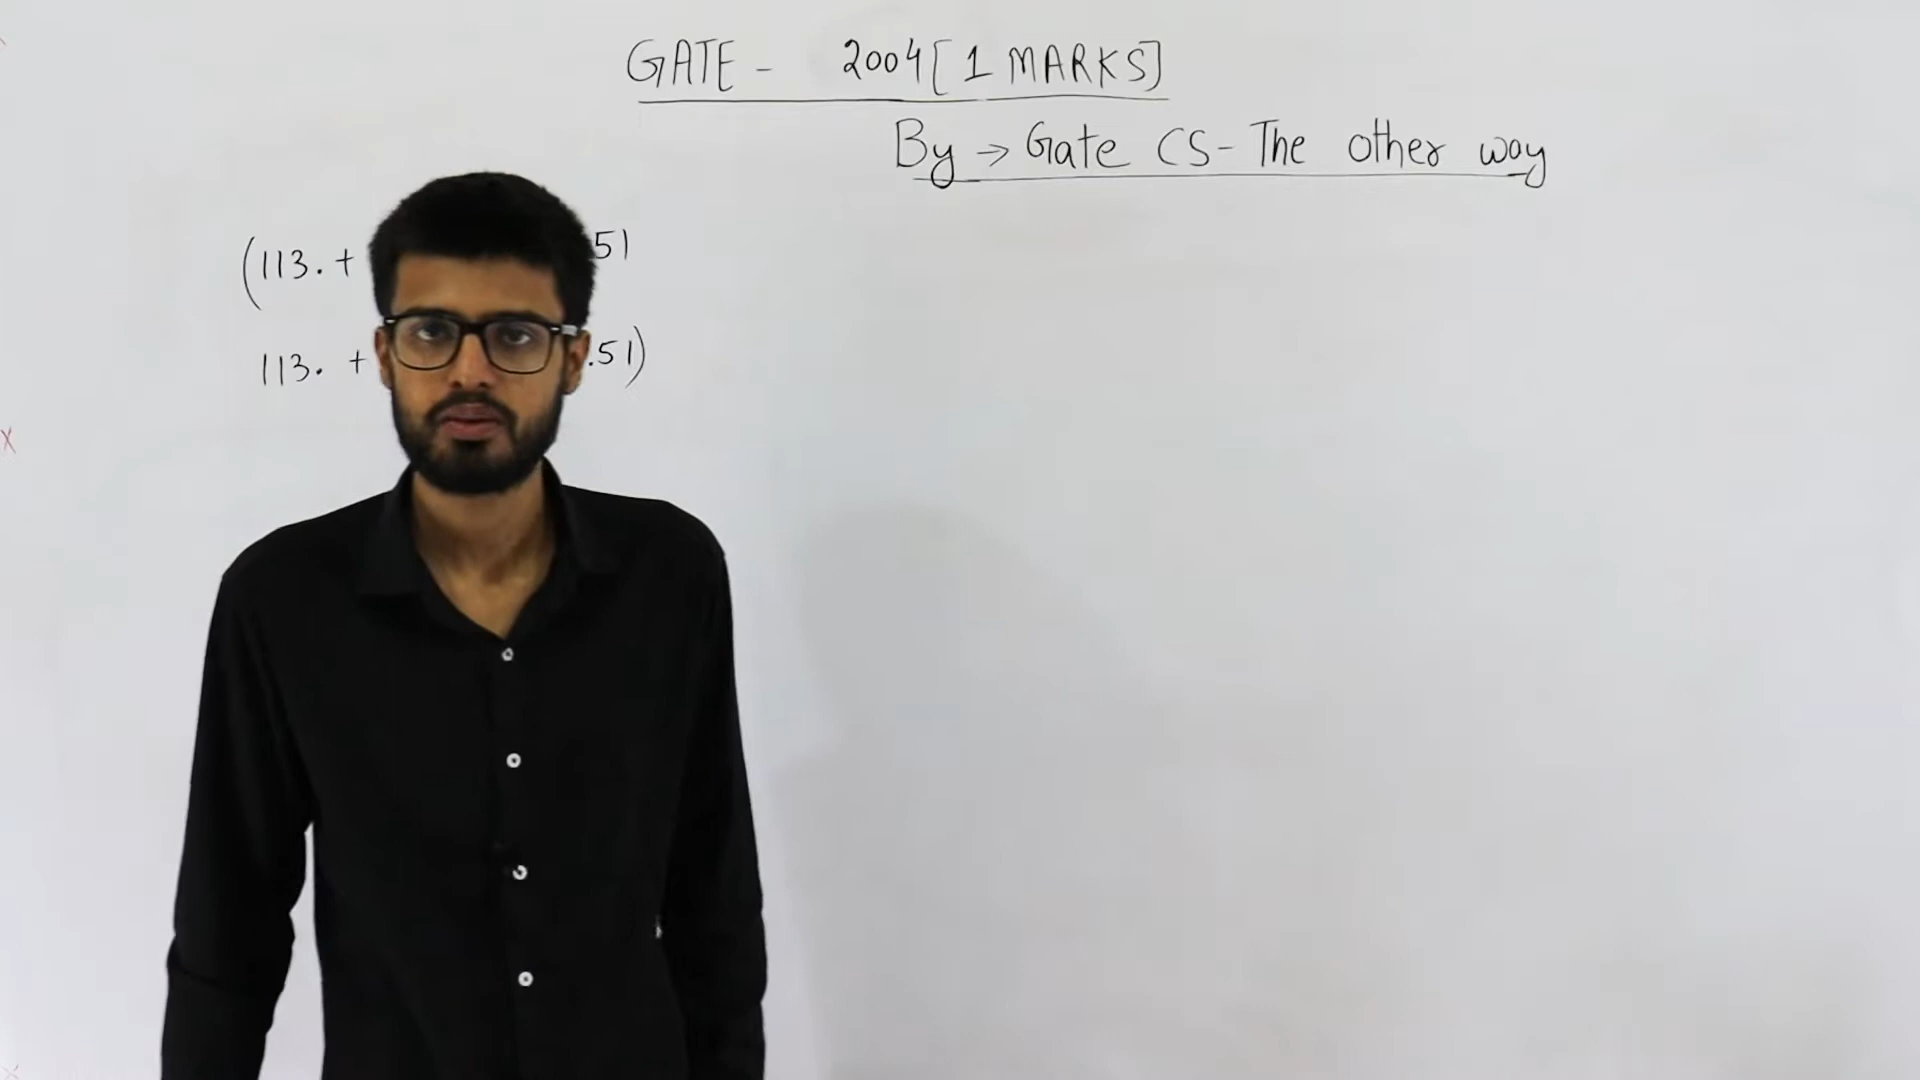 GATE - 2004 [1 MARKS]
By → Gate CS - The other way
(113. + 51
113. + .51)